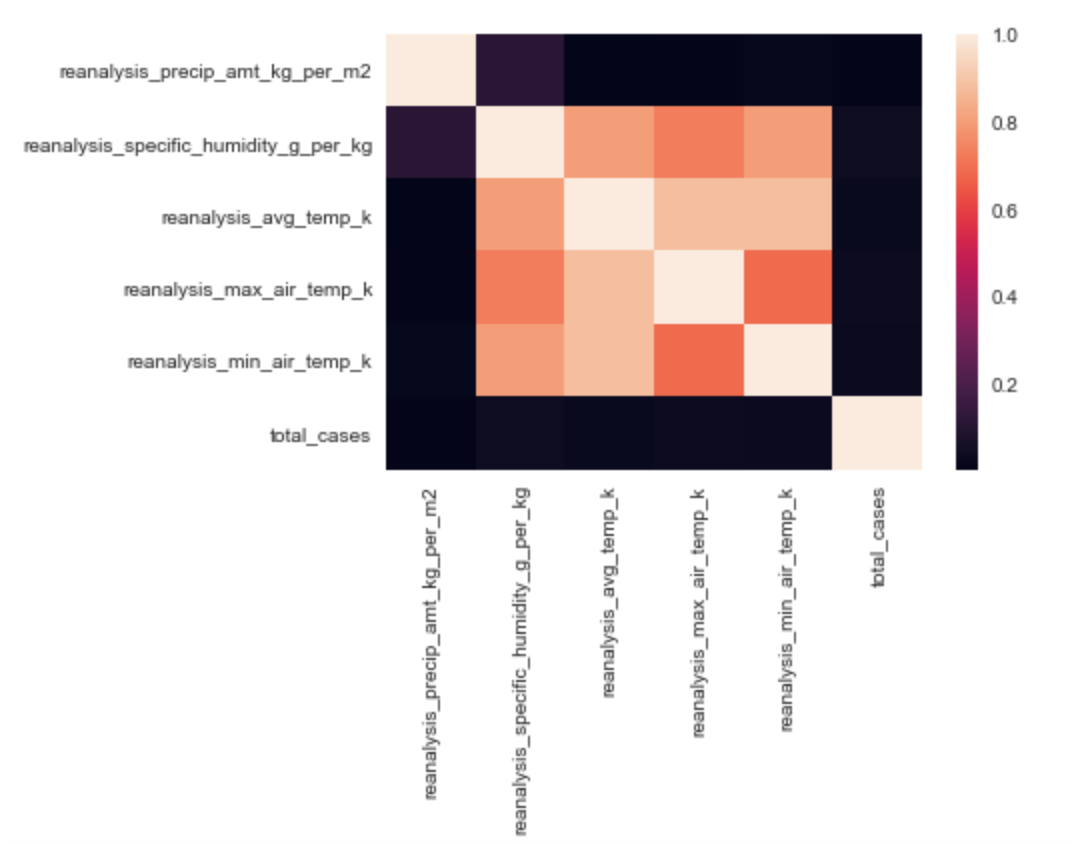 reanalysis_precip_amt_kg_per_m2
reanalysis_specific_humidity_g_per_kg
reanalysis_avg_temp_k
reanalysis_max_air_temp_k
reanalysis_min_air_temp_k
total_cases
reanalysis_precip_amt_kg_per_m2
reanalysis_specific_humidity_g_per_kg
reanalysis_avg_temp_k
reanalysis_max_air_temp_k
reanalysis_min_air_temp_k
total_cases
1.0
0.8
0.6
0.4
0.2